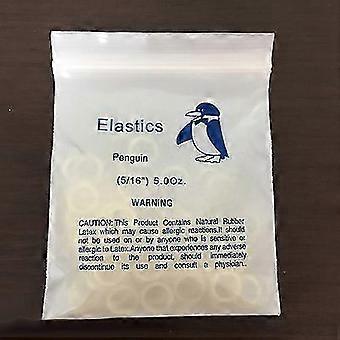 Elastics
Penguin
(5/16") 5.0Oz.
WARNING
CAUTION:This Product Contains Natural Rubber
Latex which may cause allergic reactions.It should
not be used on or by anyone who is sensitive or
allergic to Latex.Anyone that experiences any adverse
reaction to the product, should immediately
discontinue its use and consult a physician..